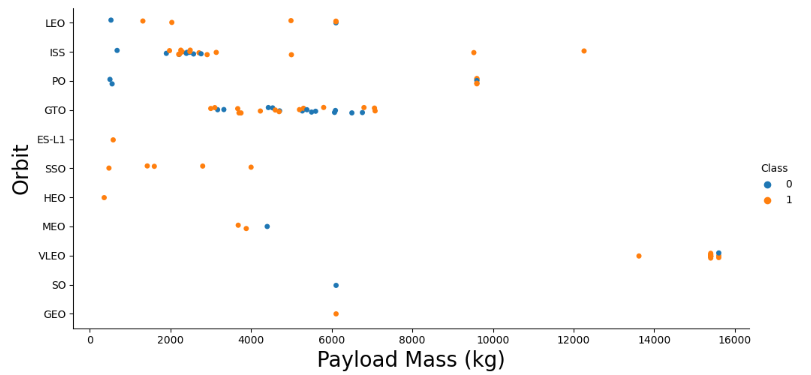 LEO
ISS
PO
GTO
ES-L1
SSO
HEO
MEO
VLEO
SO
GEO
Orbit
0 2000 4000 6000 8000 10000 12000 14000 16000
Payload Mass (kg)
Class
0
1